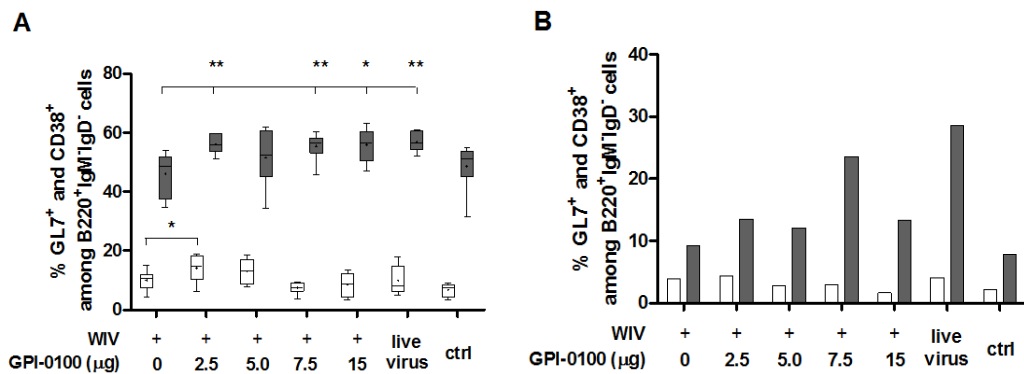 A
B
% GL7+ and CD38+
among B220+IgM-IgD- cells
80
60
40
20
0
** ** * **
*
WIV + + + + + live virus ctrl
GPI-0100 (μg) 0 2.5 5.0 7.5 15
% GL7+ and CD38+
among B220+IgM-IgD- cells
40
30
20
10
0
WIV + + + + + live virus ctrl
GPI-0100 (μg) 0 2.5 5.0 7.5 15